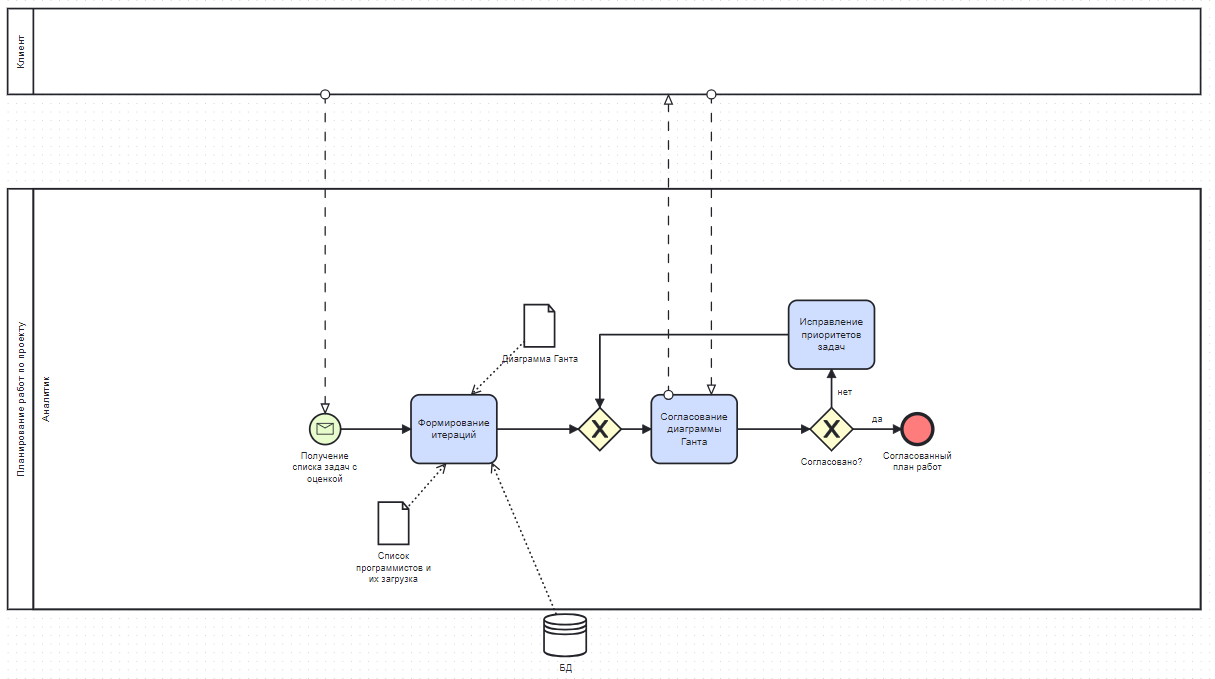 Клиент
Планирование работ по проекту
Аналитик
Диаграмма Ганта
Исправление
приоритетов
задач
нет
Формирование
итераций
Согласование
диаграммы
Ганта
да
Получение
списка задач с
оценкой
Согласовано?
Согласованный
план работ
Список
программистов и
их загрузка
БД